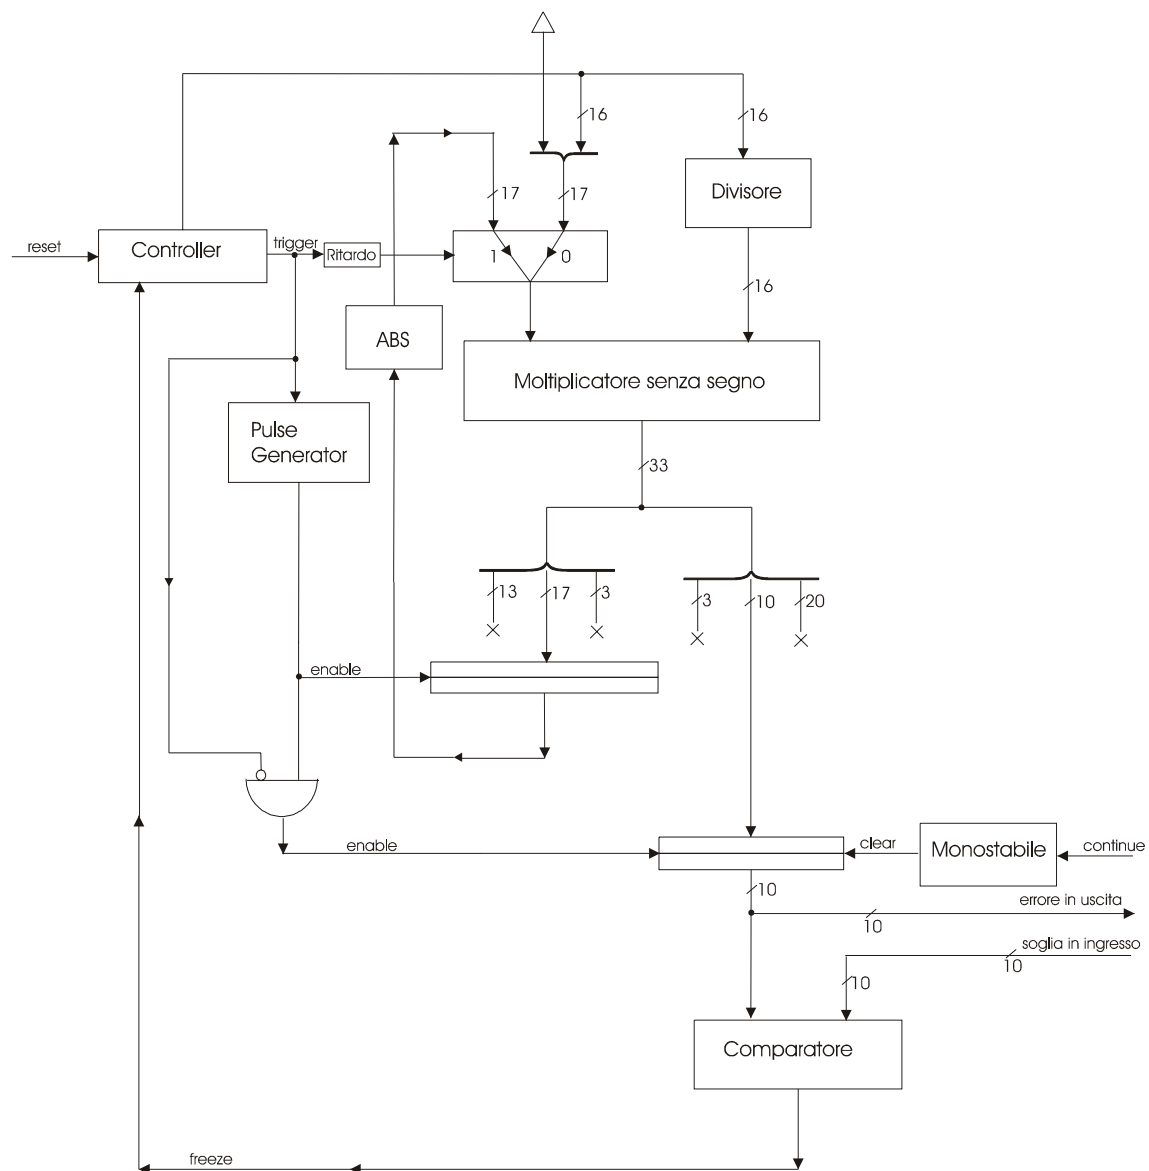 16
16
17
17
Divisore
reset
Controller
trigger
Ritardo
1
0
16
ABS
Moltiplicatore senza segno
Pulse
Generator
33
13
17
3
3
10
20
enable
enable
clear
Monostabile
continue
10
errore in uscita
10
soglia in ingresso
10
10
Comparatore
freeze